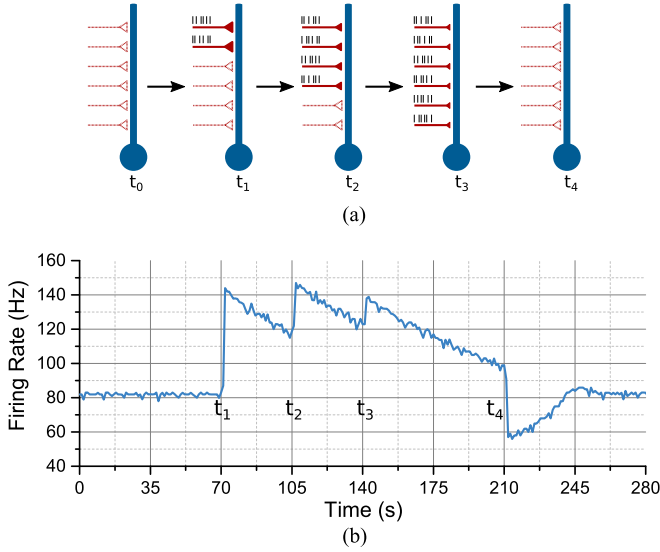 t₀ t₁ t₂ t₃ t₄
(a)
160
140
120
100
80
60
40
Firing Rate (Hz)
t₁ t₂ t₃ t₄
0 35 70 105 140 175 210 245 280
Time (s)
(b)